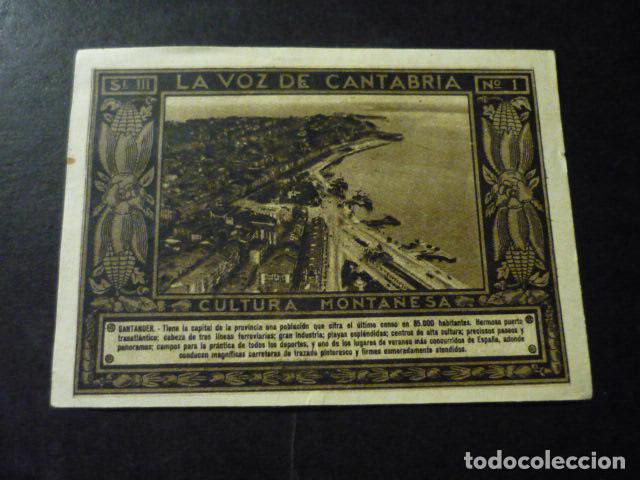 Sª III LA VOZ DE CANTABRIA Nº 1
CULTURA MONTAÑESA
SANTANDER. - Tiene la capital de la provincia una población que cifra el último censo en 85.000 habitantes. Hermoso puerto
transatlántico; cabeza de tres líneas ferroviarias; gran industria; playas espléndidas; centros de alta cultura; preciosos paseos y
panoramas; campos para la práctica de todos los deportes, y uno de los lugares de veraneo más concurridos de España, adonde
conducen magníficas carreteras de trazado pintoresco y firmes esmeradamente atendidos.
todocoleccion.net